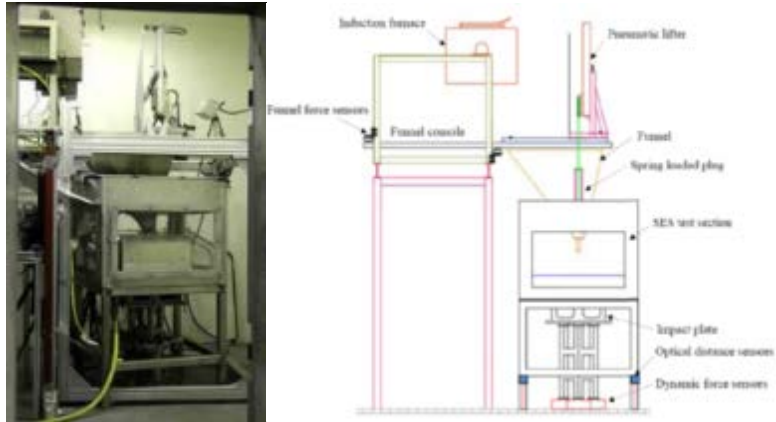 Induction furnace
Pneumatic lifter
Funnel force sensors
Funnel console
Funnel
Spring loaded plug
SES test section
Impact plate
Optical distance sensors
Dynamic force sensors